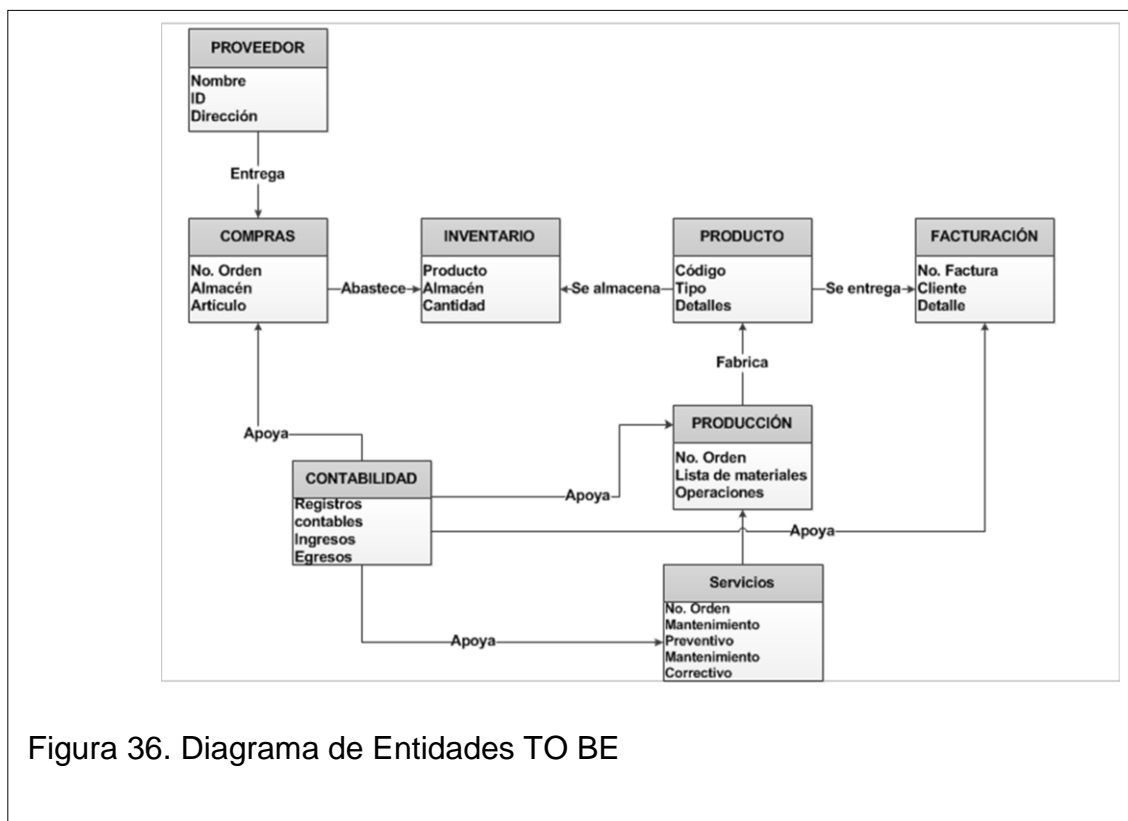 PROVEEDOR
Nombre
ID
Dirección
Entrega
COMPRAS
No. Orden
Almacén
Artículo
Abastece
INVENTARIO
Producto
Almacén
Cantidad
Se almacena
PRODUCTO
Código
Tipo
Detalles
Se entrega
FACTURACIÓN
No. Factura
Cliente
Detalle
Fabrica
PRODUCCIÓN
No. Orden
Lista de materiales
Operaciones
Apoya
CONTABILIDAD
Registros
contables
Ingresos
Egresos
Apoya
Apoya
Servicios
No. Orden
Mantenimiento
Preventivo
Mantenimiento
Correctivo
Apoya
Figura 36. Diagrama de Entidades TO BE